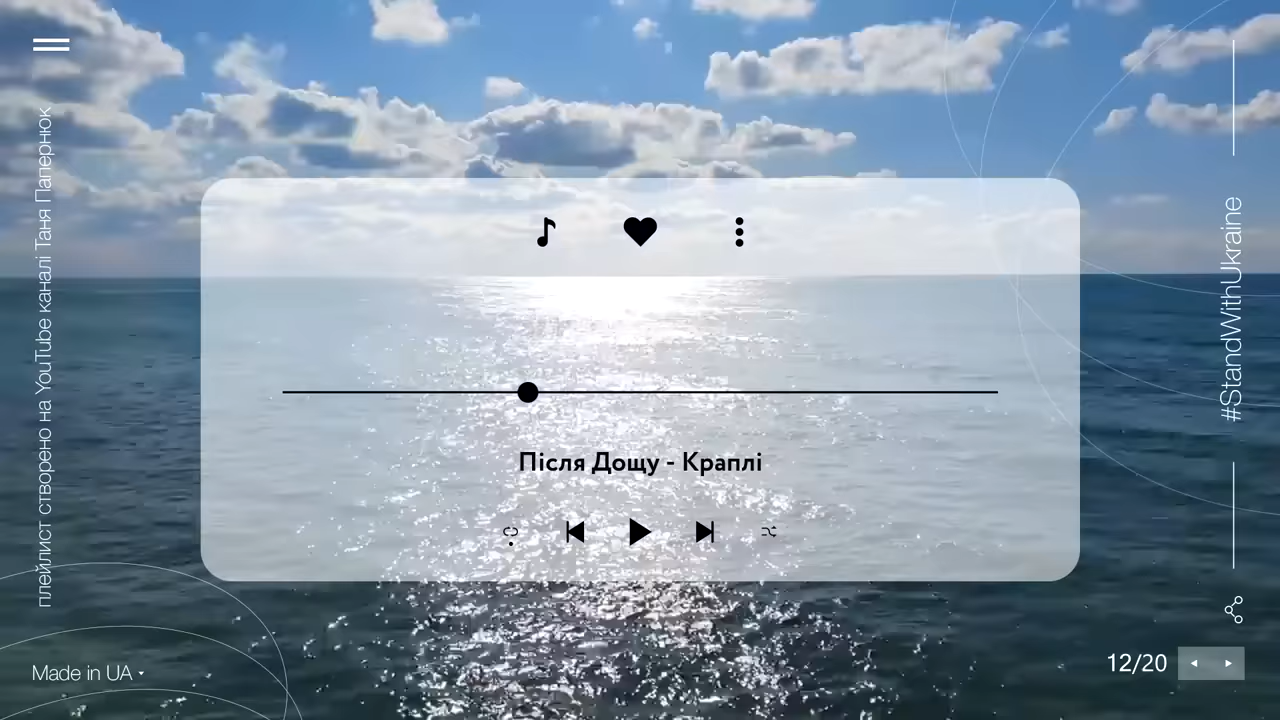 плейлист створено на YouTube каналі Таня Папернюк
#StandWithUkraine
Після Дощу - Краплі
Made in UA
12/20